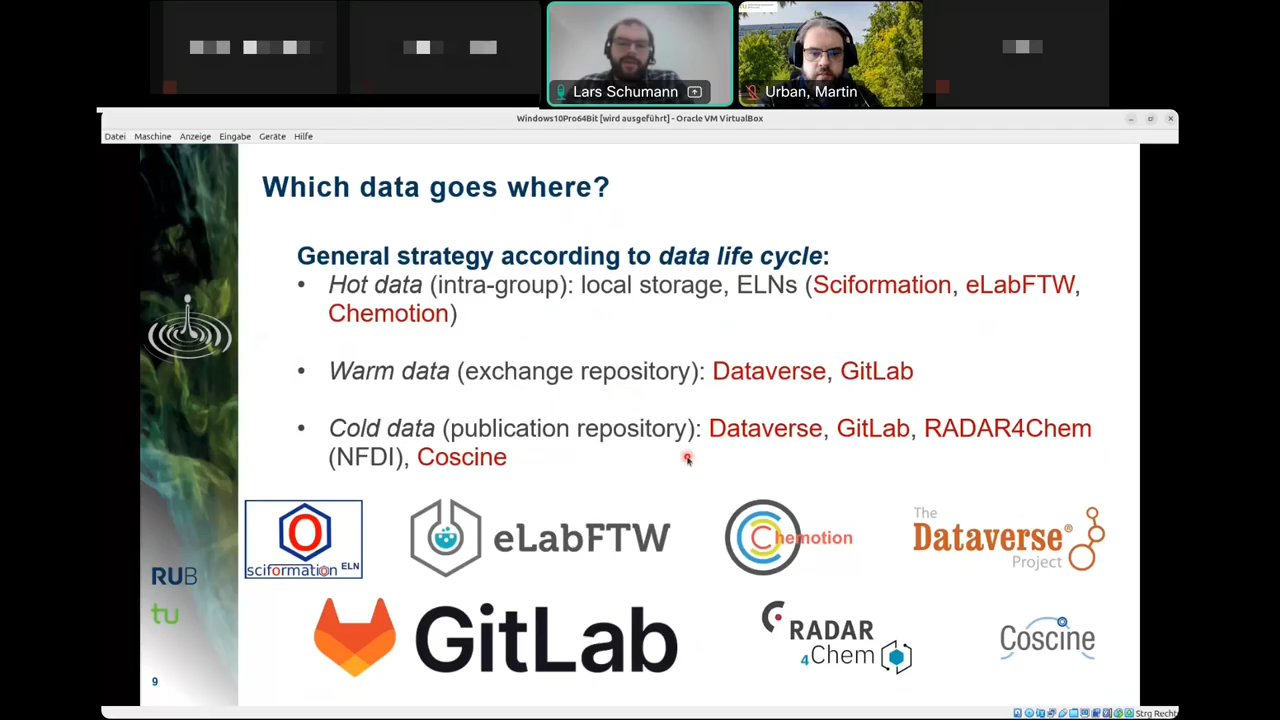 Lars Schumann
Urban, Martin
Windows10Pro64Bit [wird ausgeführt] - Oracle VM VirtualBox
Datei Maschine Anzeige Eingabe Geräte Hilfe
Which data goes where?
General strategy according to data life cycle:
• Hot data (intra-group): local storage, ELNs (Sciformation, eLabFTW,
Chemotion)
• Warm data (exchange repository): Dataverse, GitLab
• Cold data (publication repository): Dataverse, GitLab, RADAR4Chem
(NFDI), Coscine
sciformation ELN
eLabFTW
Chemotion
The
Dataverse®
Project
RUB
tu
GitLab
RADAR
4Chem
Coscine
9
Strg Recht